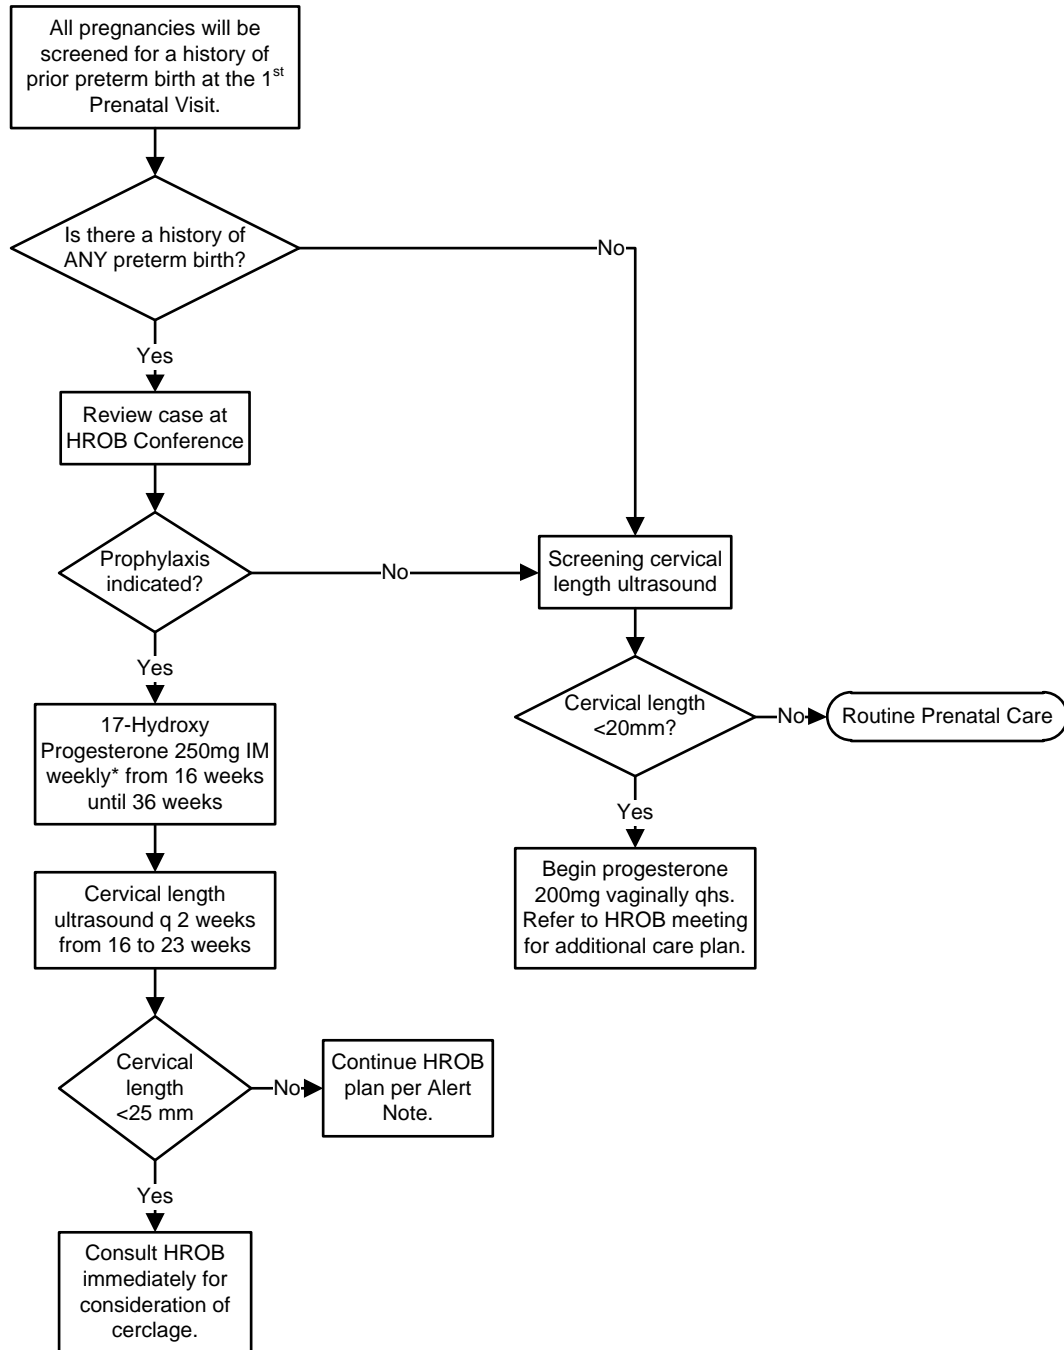 All pregnancies will be
screened for a history of
prior preterm birth at the 1st
Prenatal Visit.
Is there a history of
ANY preterm birth?
No
Yes
Review case at
HROB Conference
Prophylaxis
indicated?
No
Screening cervical
length ultrasound
Yes
Cervical length
<20mm?
No
Routine Prenatal Care
17-Hydroxy
Progesterone 250mg IM
weekly* from 16 weeks
until 36 weeks
Yes
Begin progesterone
200mg vaginally qhs.
Refer to HROB meeting
for additional care plan.
Cervical length
ultrasound q 2 weeks
from 16 to 23 weeks
Cervical
length
<25 mm
No
Continue HROB
plan per Alert
Note.
Yes
Consult HROB
immediately for
consideration of
cerclage.